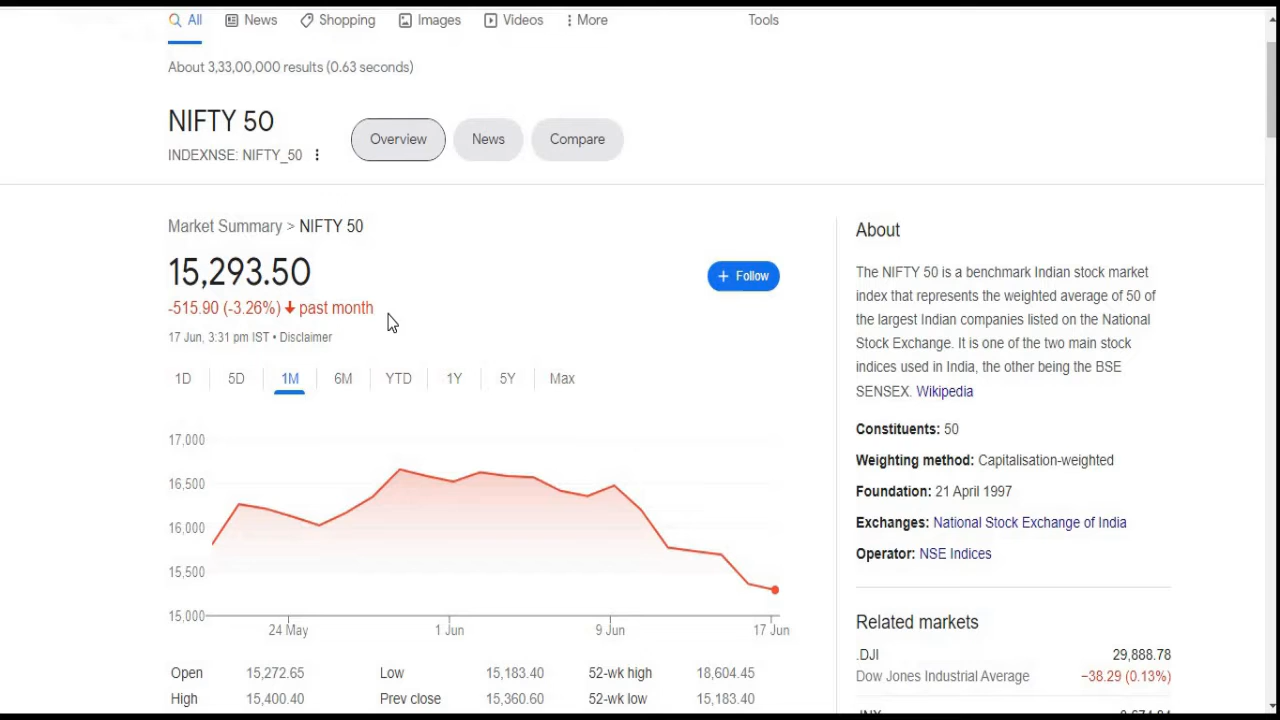 All News Shopping Images Videos More Tools
About 3,33,00,000 results (0.63 seconds)
NIFTY 50
INDEXNSE: NIFTY_50
Overview News Compare
Market Summary > NIFTY 50
15,293.50
+ Follow
-515.90 (-3.26%) past month
17 Jun, 3:31 pm IST • Disclaimer
1D 5D 1M 6M YTD 1Y 5Y Max
17,000
16,500
16,000
15,500
15,000
24 May 1 Jun 9 Jun 17 Jun
Open 15,272.65 Low 15,183.40 52-wk high 18,604.45
High 15,400.40 Prev close 15,360.60 52-wk low 15,183.40
About
The NIFTY 50 is a benchmark Indian stock market
index that represents the weighted average of 50 of
the largest Indian companies listed on the National
Stock Exchange. It is one of the two main stock
indices used in India, the other being the BSE
SENSEX. Wikipedia
Constituents: 50
Weighting method: Capitalisation-weighted
Foundation: 21 April 1997
Exchanges: National Stock Exchange of India
Operator: NSE Indices
Related markets
.DJI 29,888.78
Dow Jones Industrial Average −38.29 (0.13%)